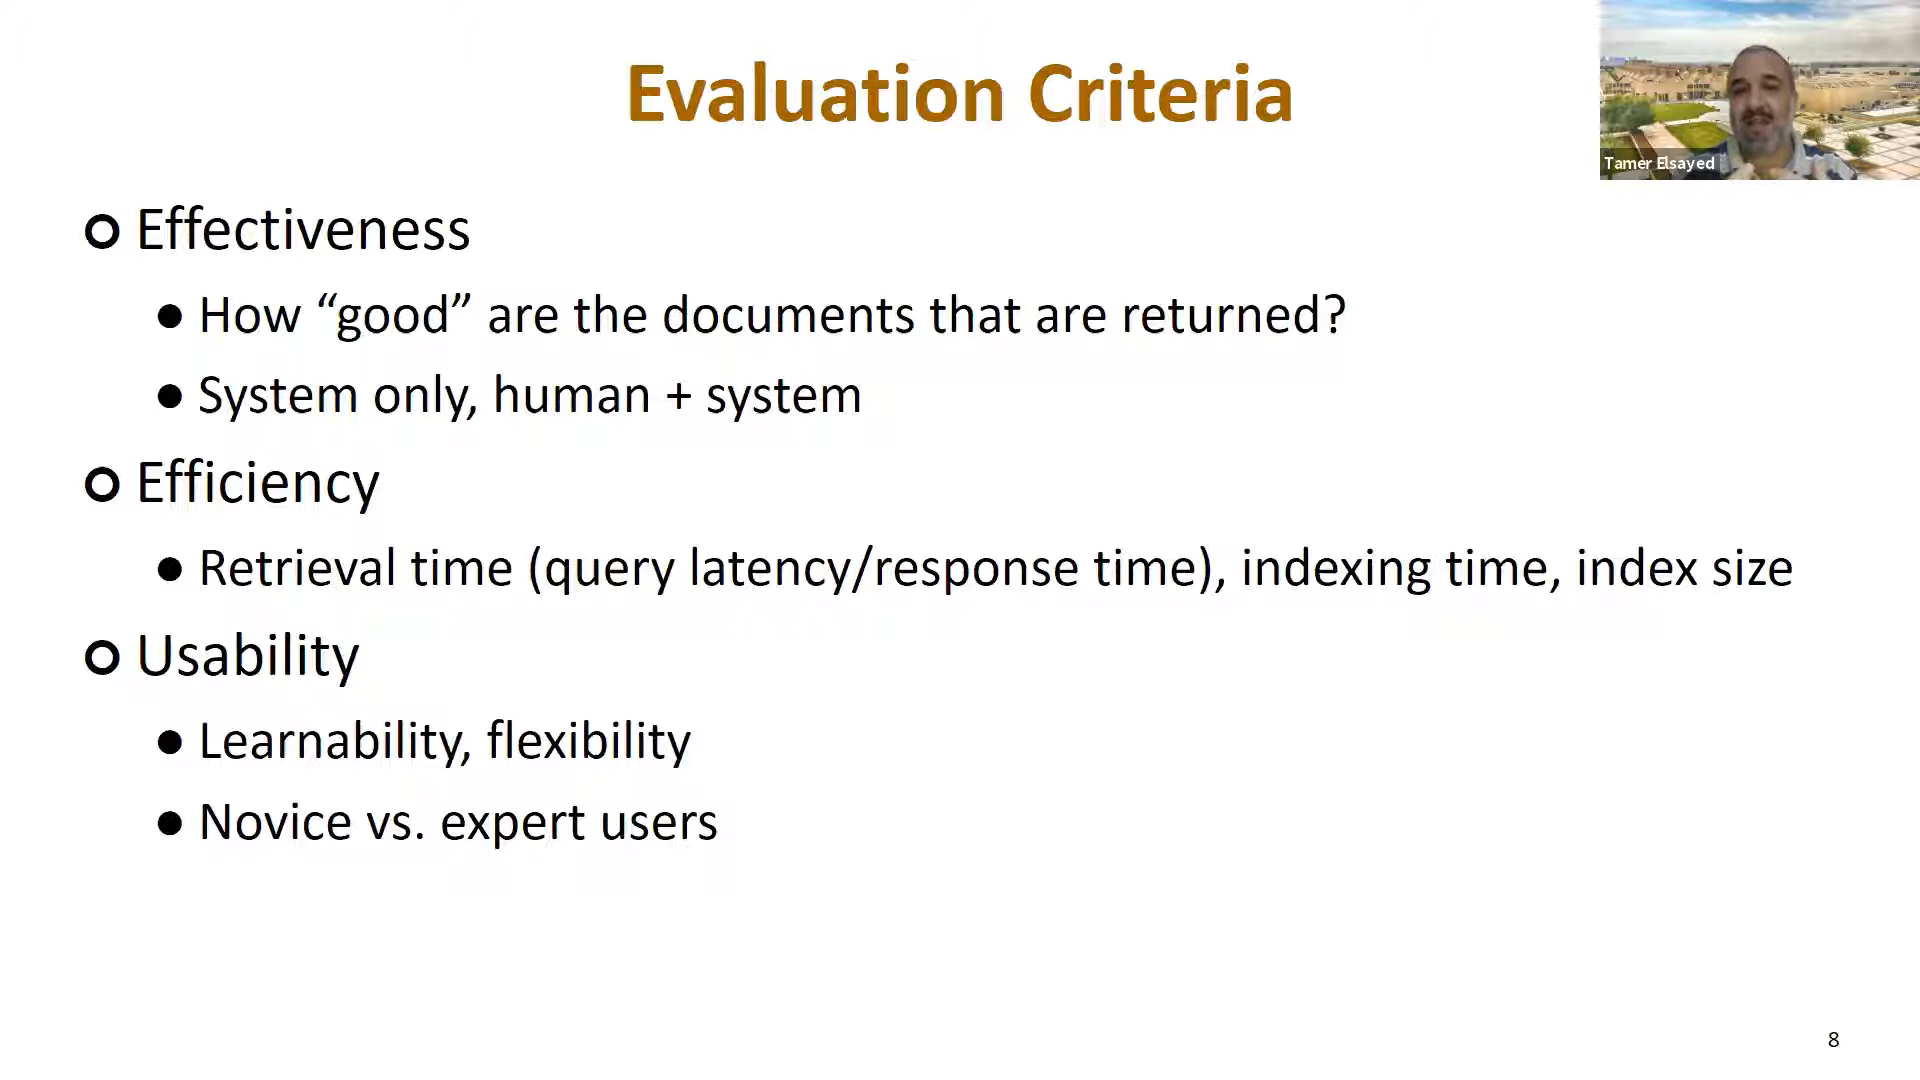 Evaluation Criteria
Tamer Elsayed
Effectiveness
How “good” are the documents that are returned?
System only, human + system
Efficiency
Retrieval time (query latency/response time), indexing time, index size
Usability
Learnability, flexibility
Novice vs. expert users
8